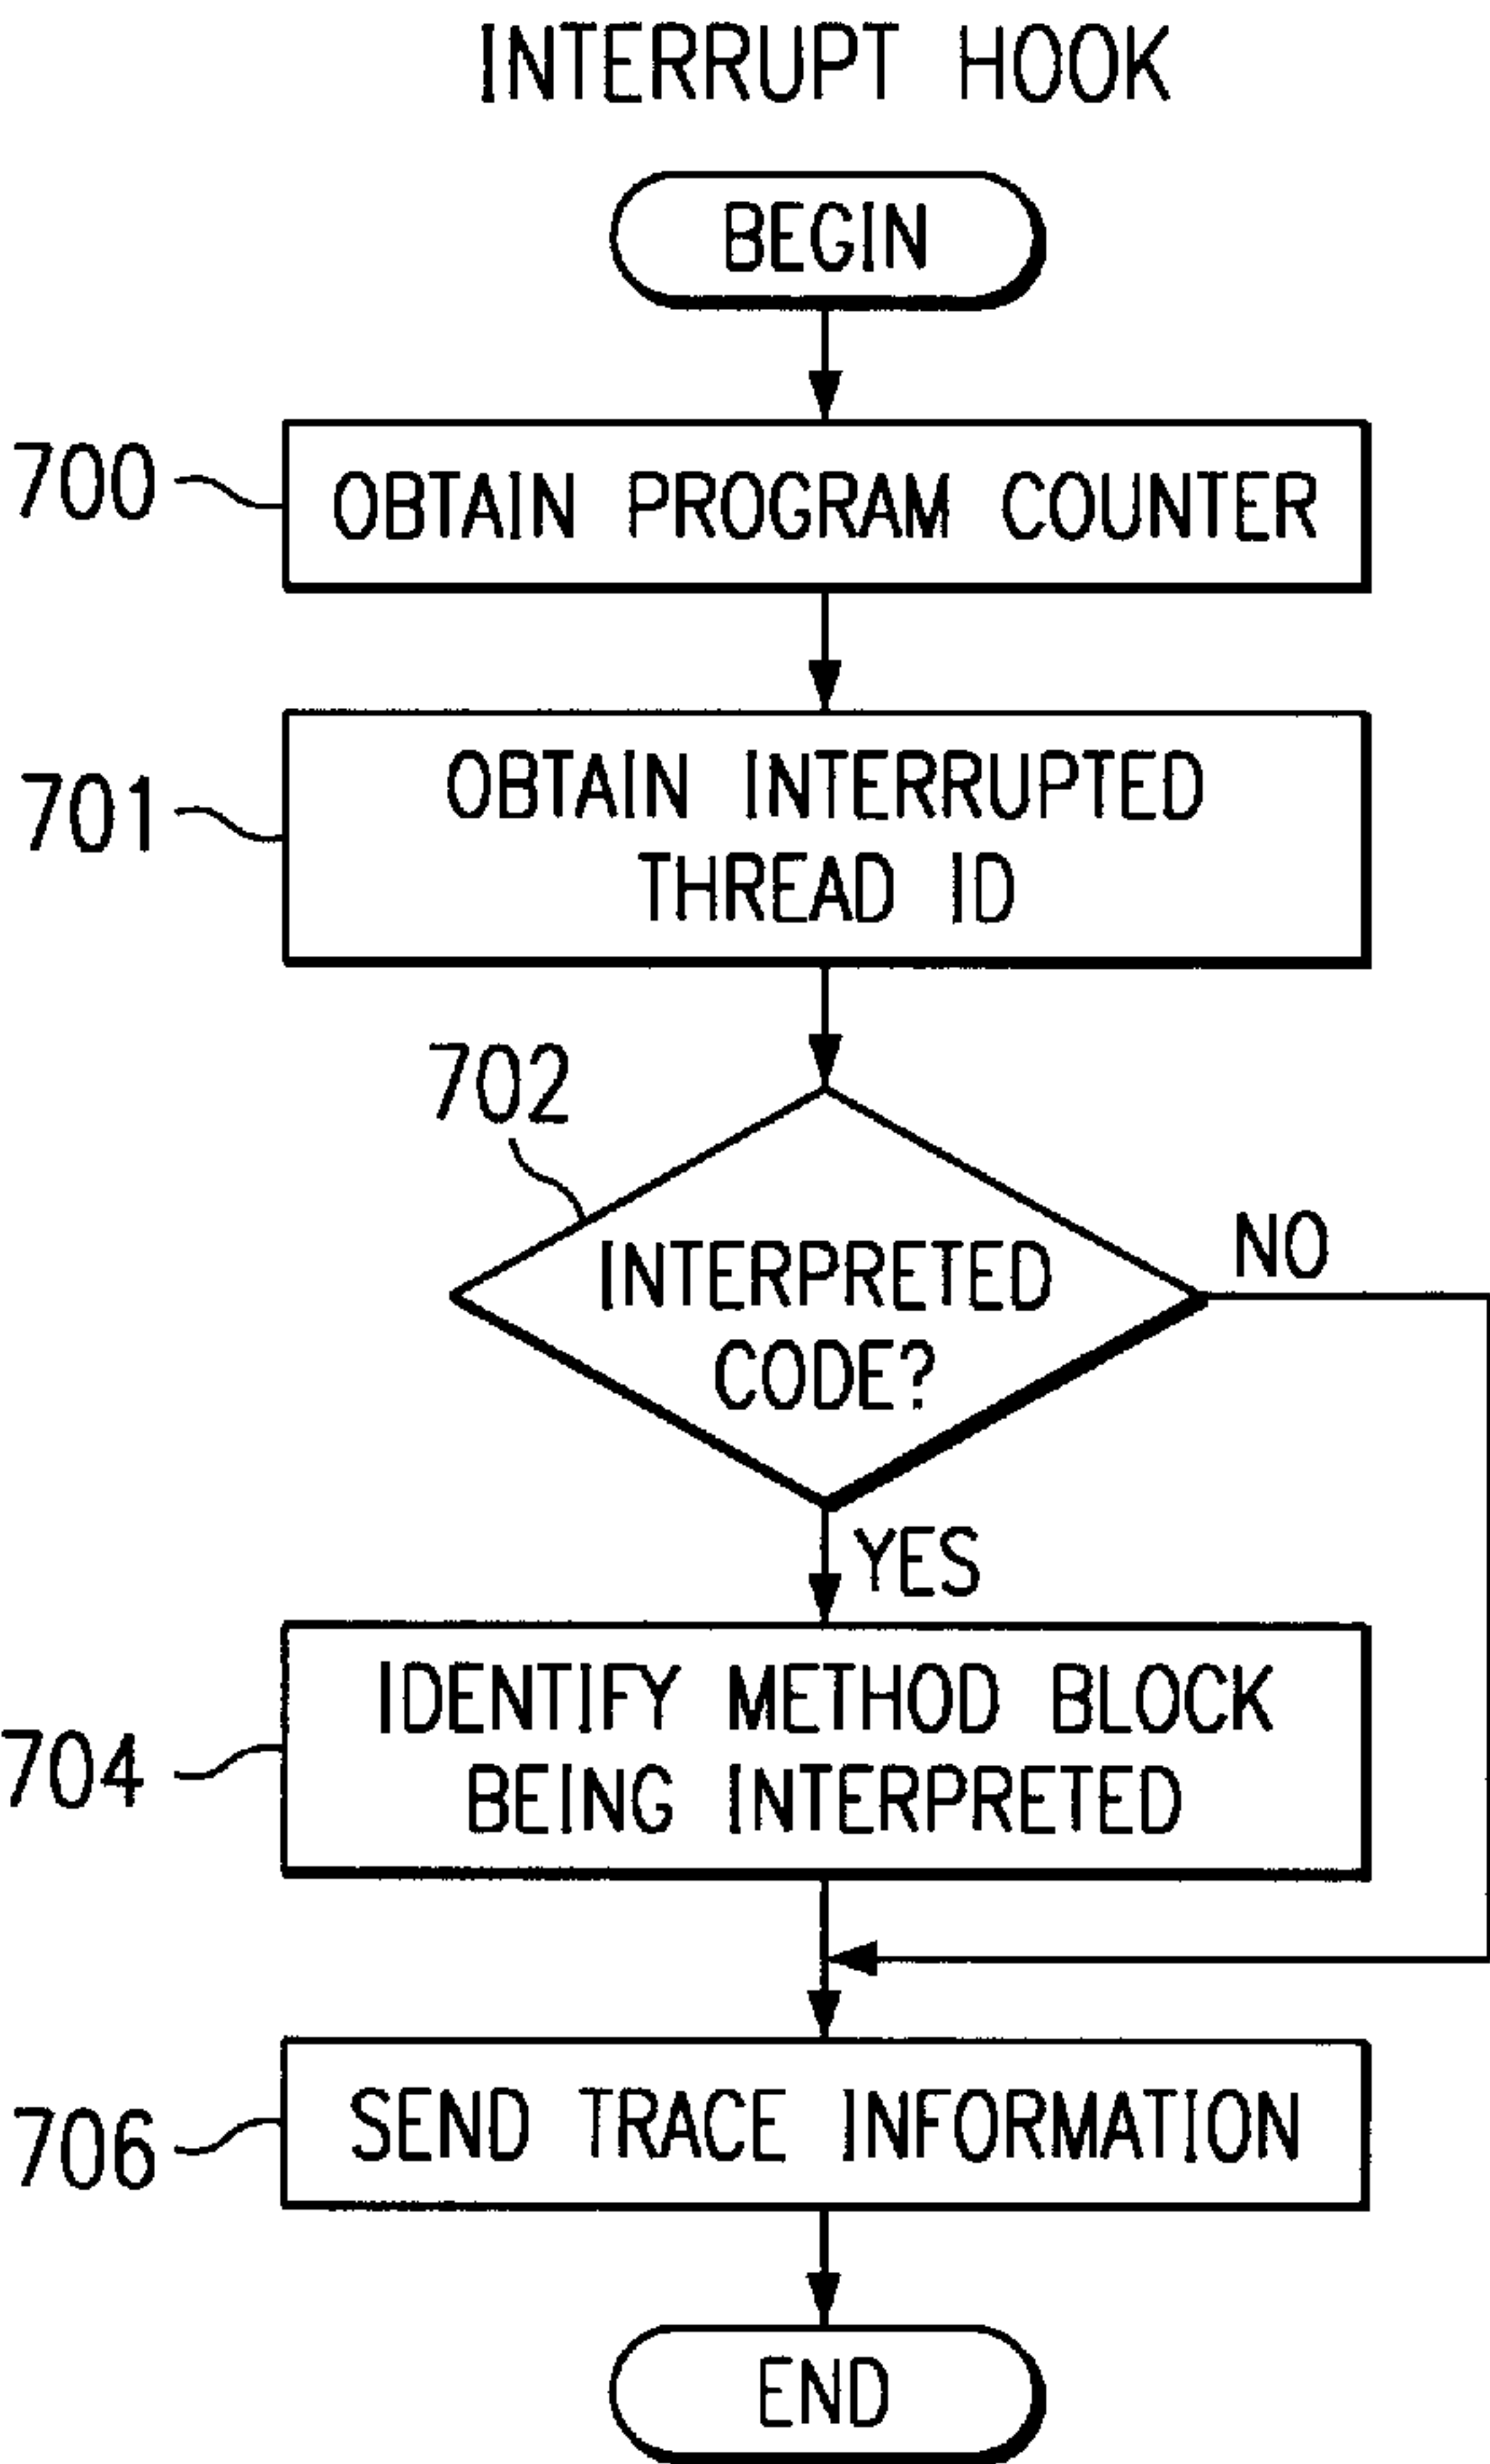 INTERRUPT HOOK
BEGIN
700
OBTAIN PROGRAM COUNTER
701
OBTAIN INTERRUPTED
THREAD ID
702
INTERPRETED
CODE?
NO
YES
704
IDENTIFY METHOD BLOCK
BEING INTERPRETED
706
SEND TRACE INFORMATION
END